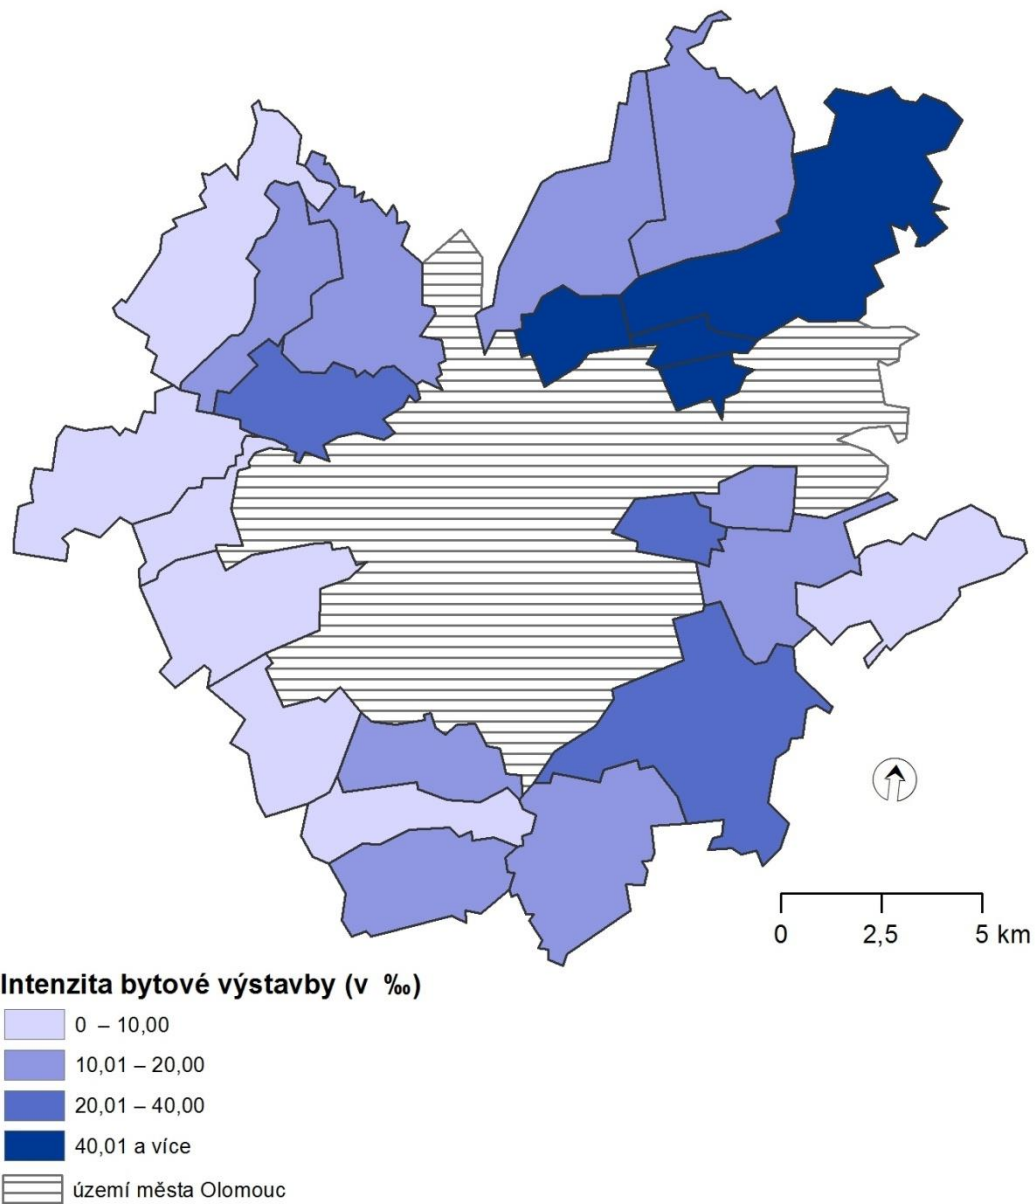 0 2,5 5 km
Intenzita bytové výstavby (v ‰)
0 – 10,00
10,01 – 20,00
20,01 – 40,00
40,01 a více
území města Olomouc